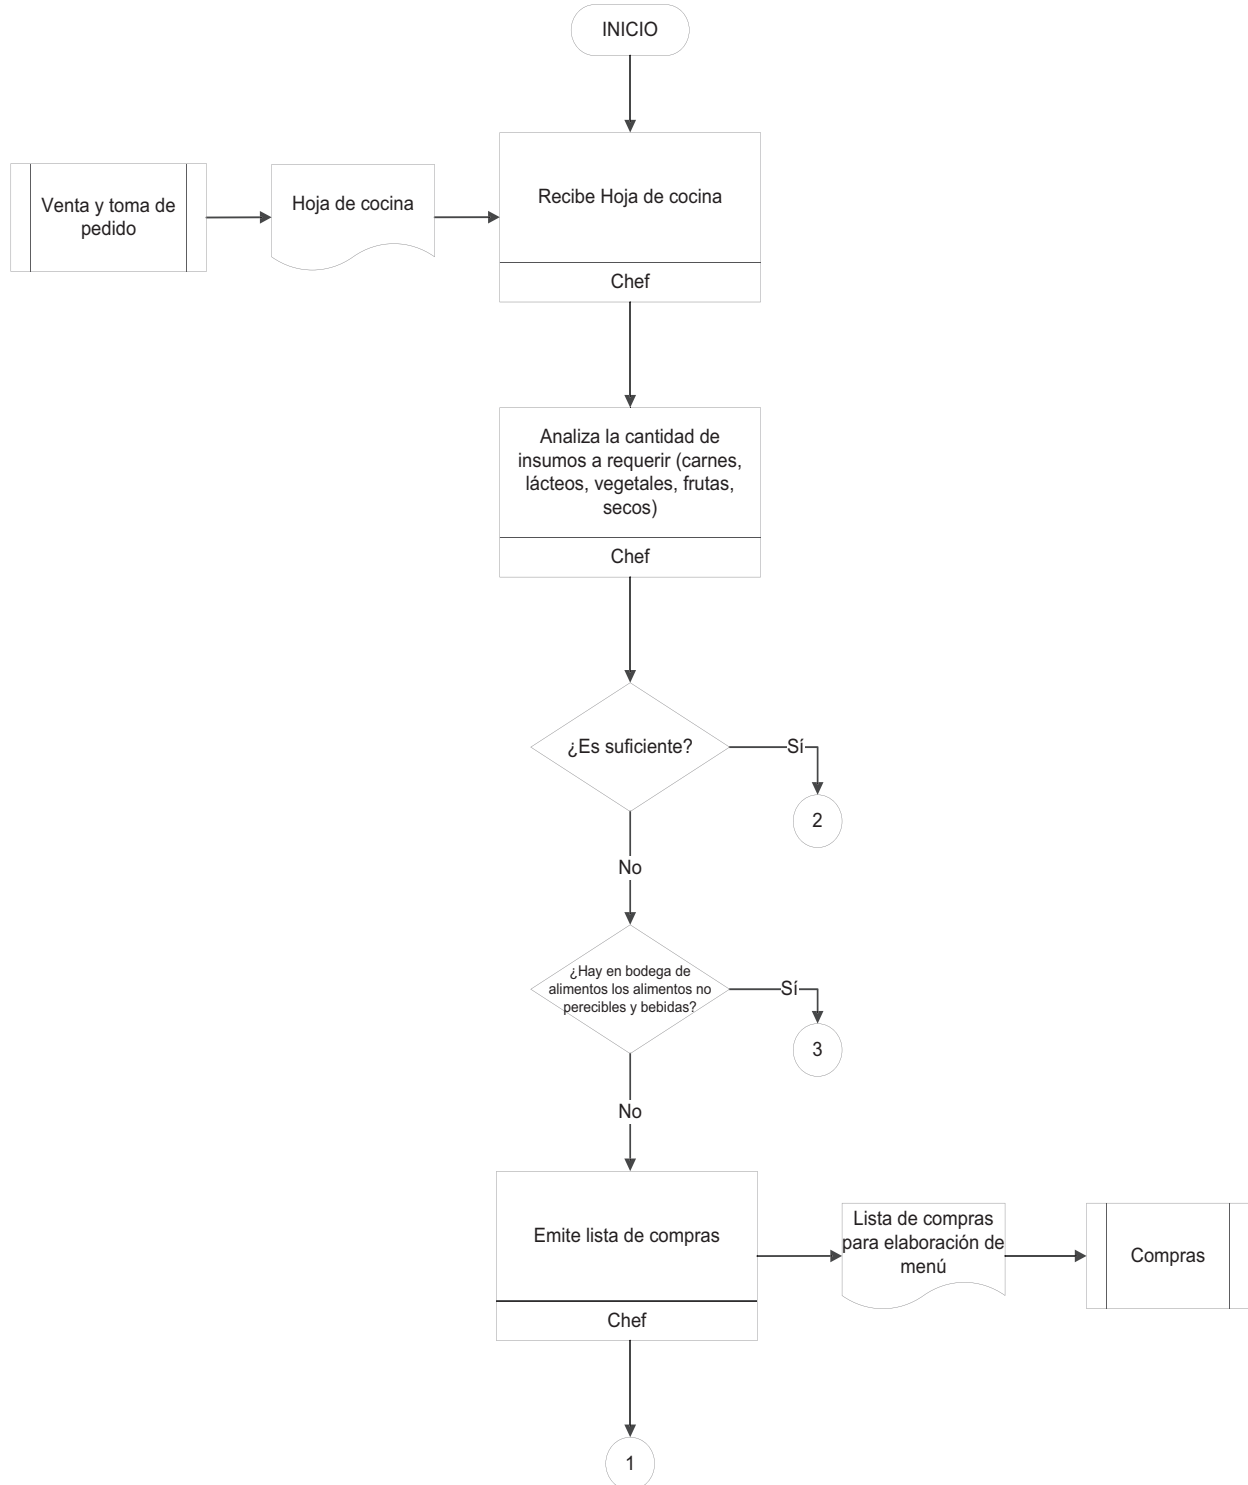 INICIO
Venta y toma de
pedido
Hoja de cocina
Recibe Hoja de cocina
Chef
Analiza la cantidad de
insumos a requerir (carnes,
lácteos, vegetales, frutas,
secos)
Chef
¿Es suficiente?
Sí
2
No
¿Hay en bodega de
alimentos los alimentos no
perecibles y bebidas?
Sí
3
No
Emite lista de compras
Chef
Lista de compras
para elaboración de
menú
Compras
1